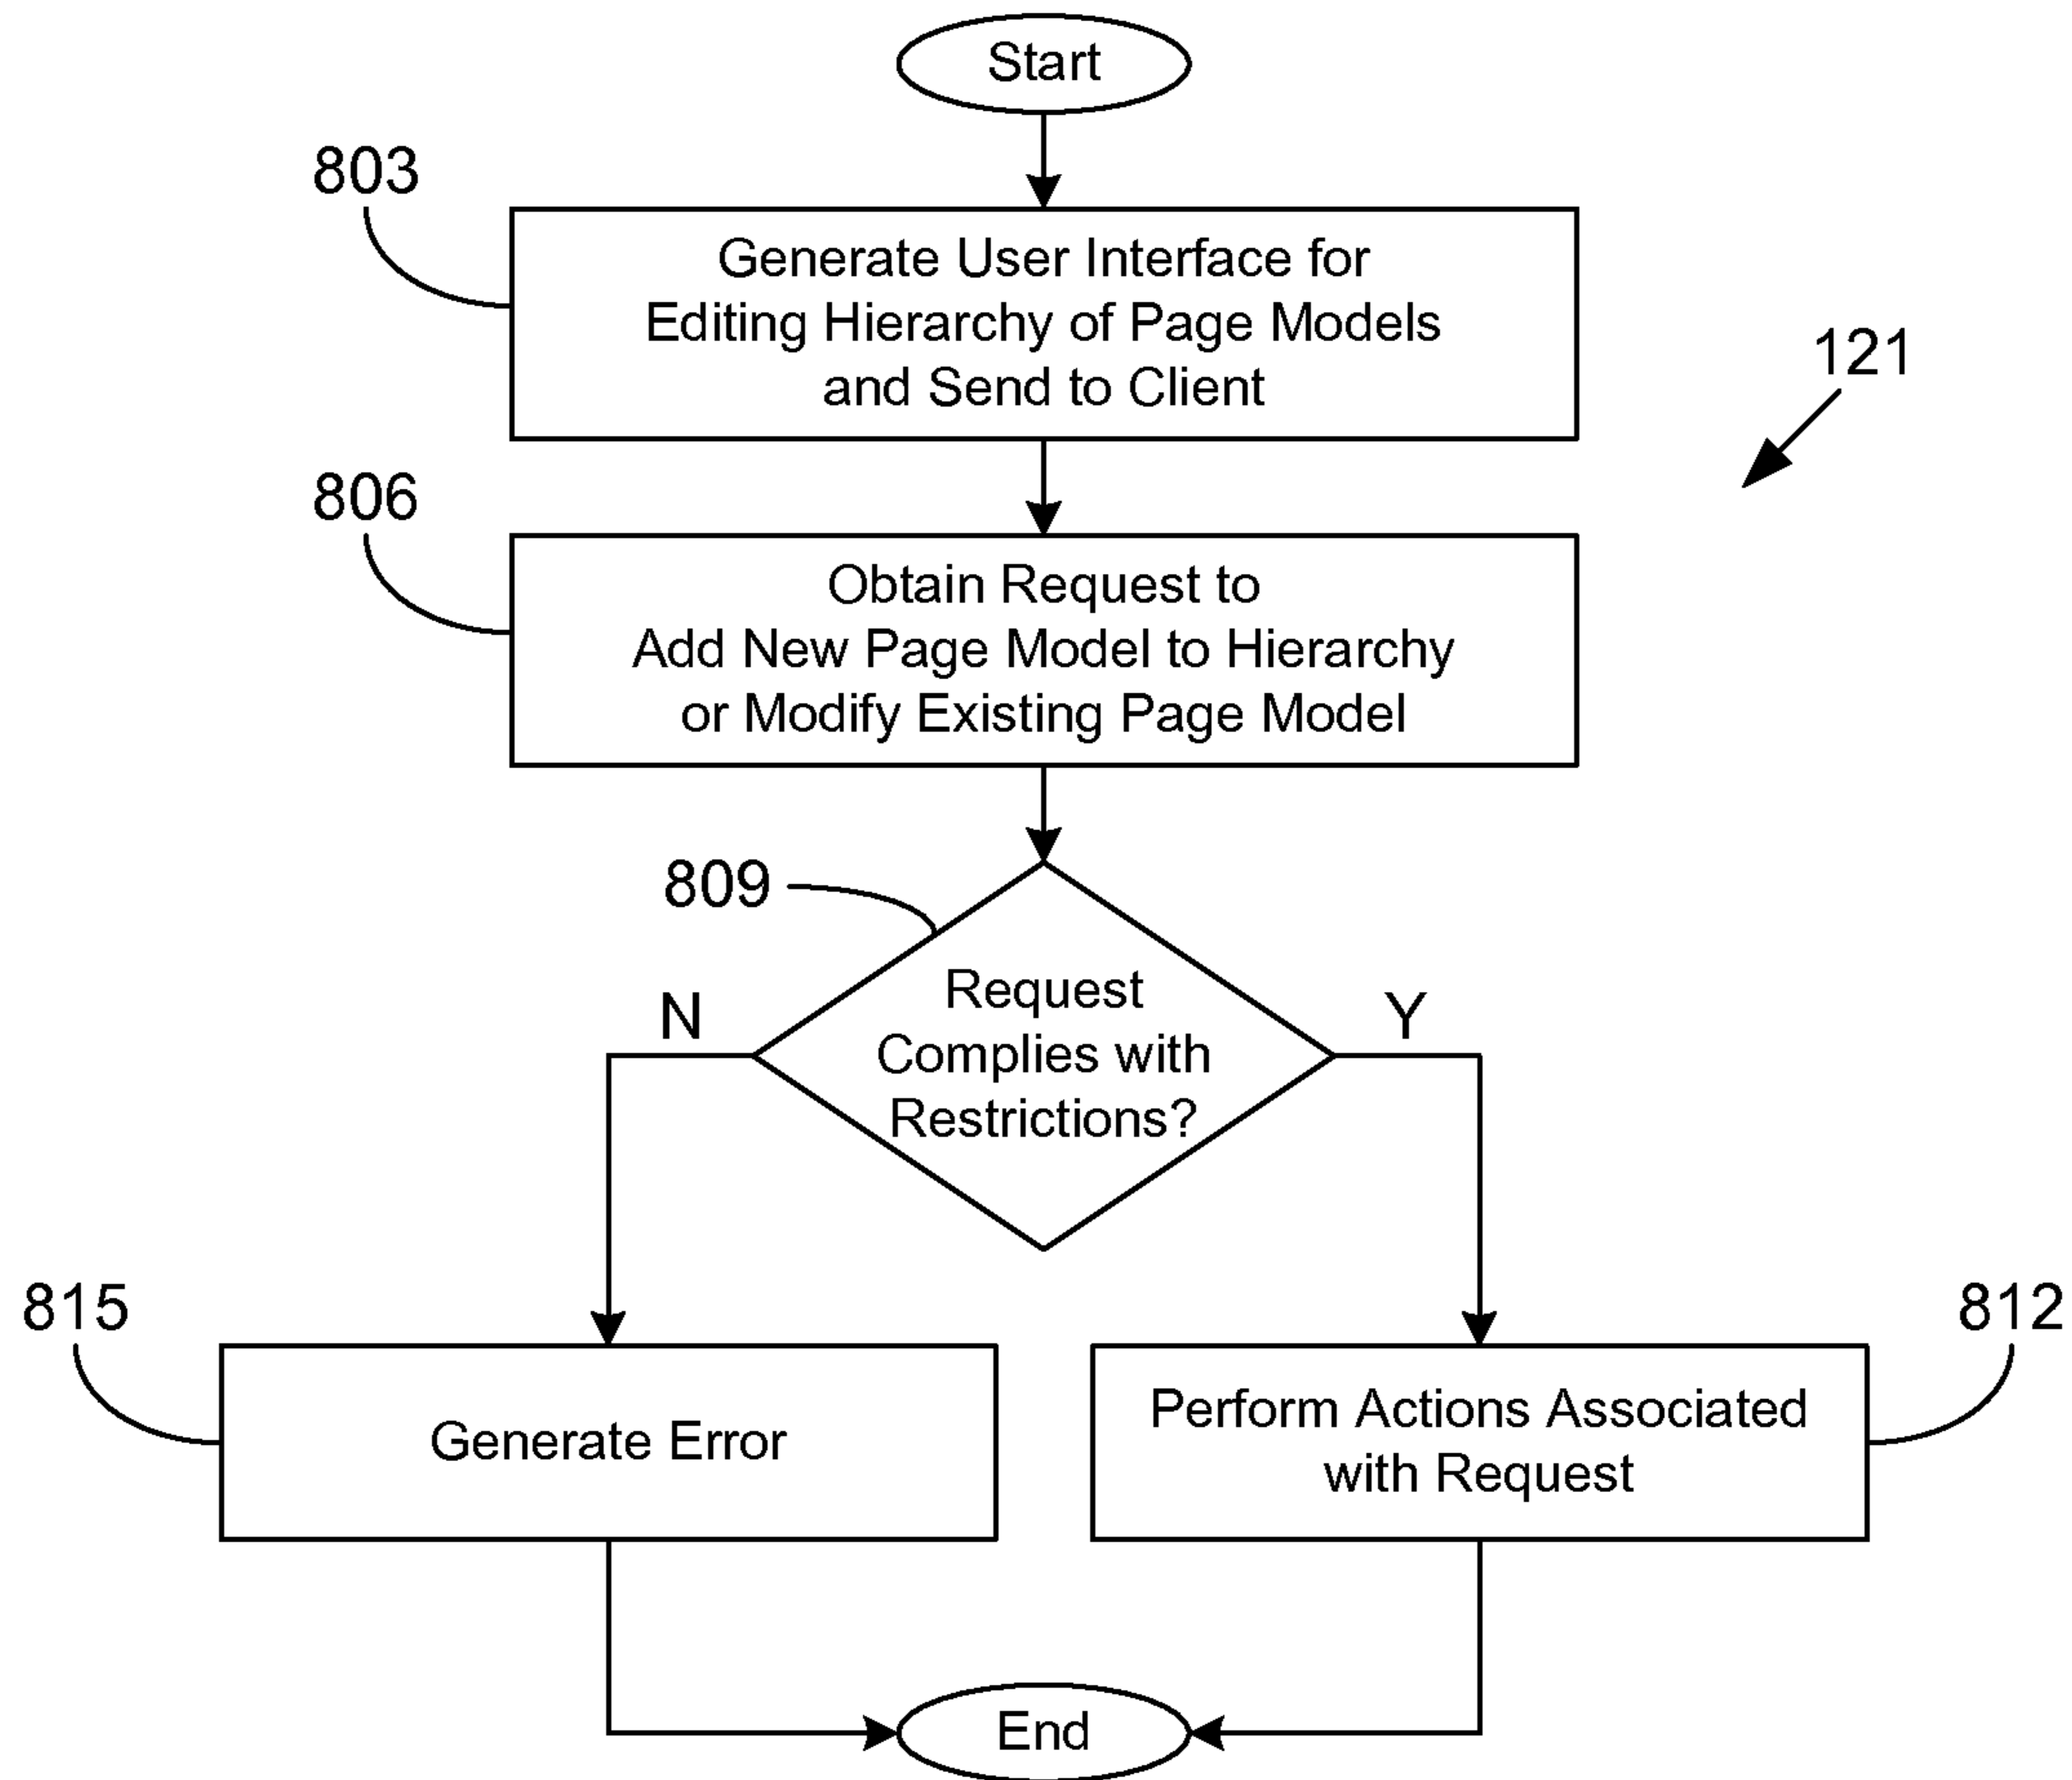 Start
803
Generate User Interface for
Editing Hierarchy of Page Models
and Send to Client
121
806
Obtain Request to
Add New Page Model to Hierarchy
or Modify Existing Page Model
809
Request
Complies with
Restrictions?
N
Y
815
Generate Error
812
Perform Actions Associated
with Request
End